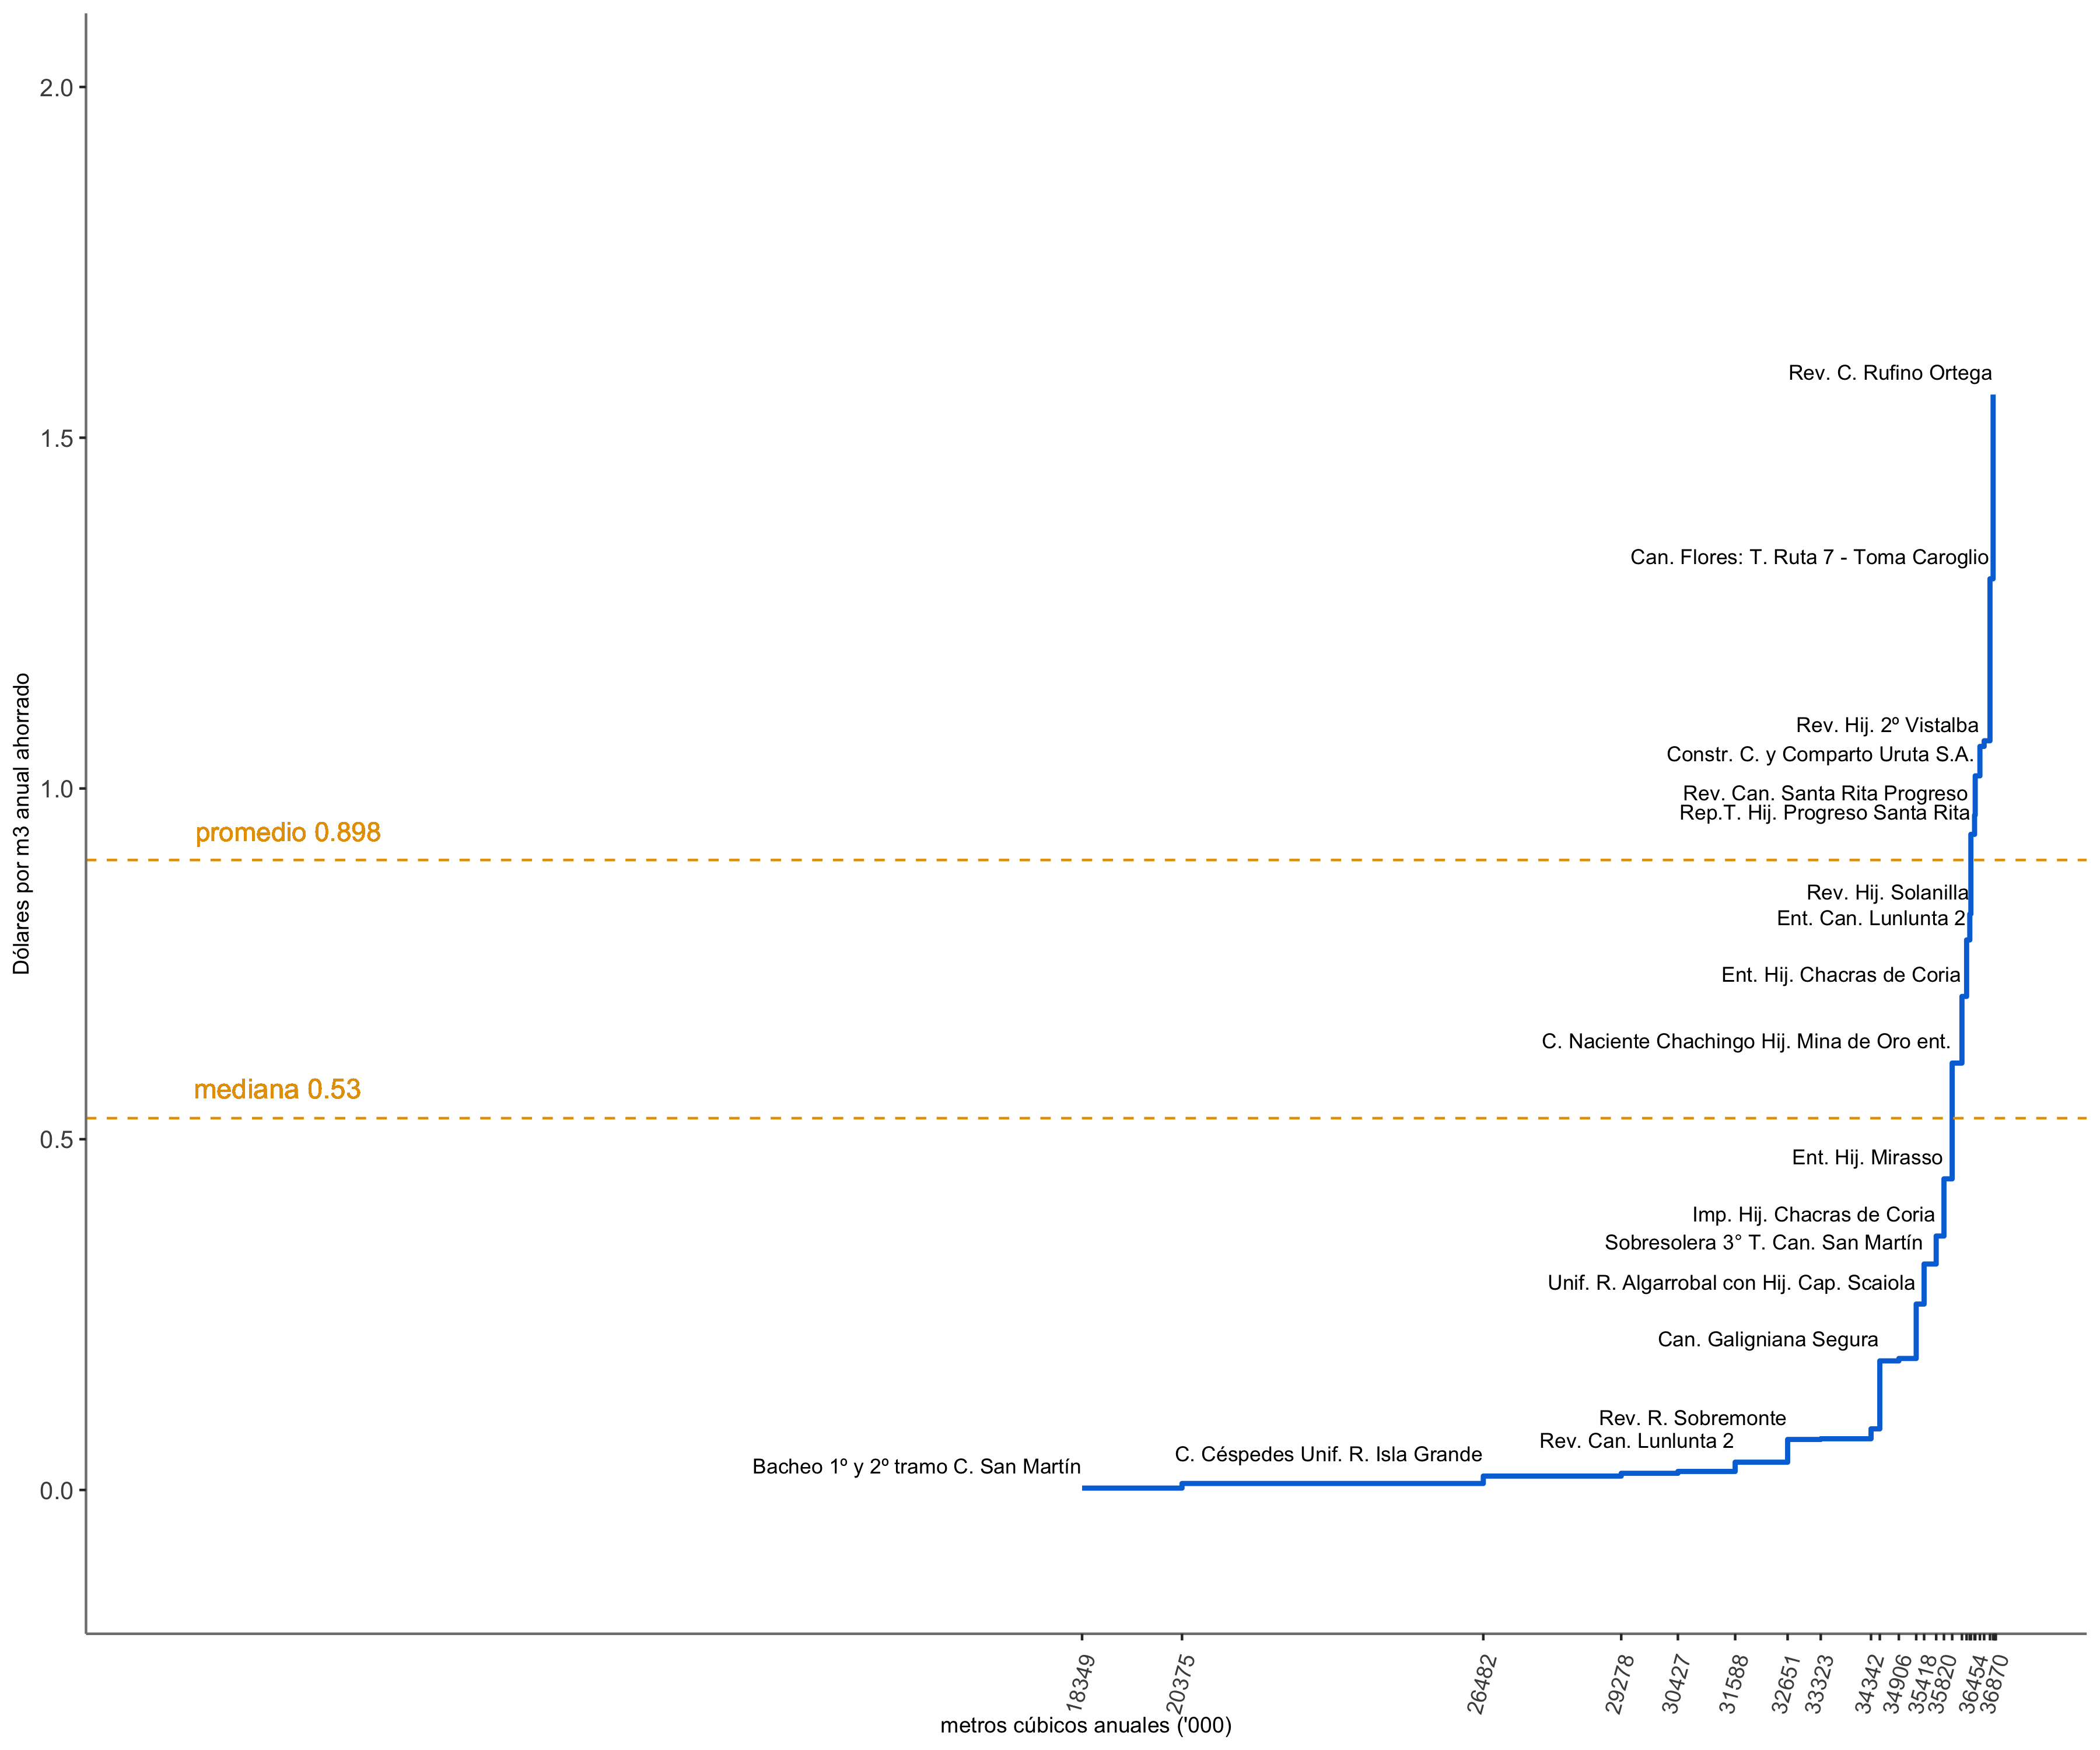 2.0
Rev. C. Rufino Ortega
1.5
Can. Flores: T. Ruta 7 - Toma Caroglio
Rev. Hij. 2º Vistalba
Constr. C. y Comparto Uruta S.A.
1.0
Rev. Can. Santa Rita Progreso
Rep.T. Hij. Progreso Santa Rita
promedio 0.898
Rev. Hij. Solanilla
Ent. Can. Lunlunta 2
Dólares por m3 anual ahorrado
Ent. Hij. Chacras de Coria
C. Naciente Chachingo Hij. Mina de Oro ent.
mediana 0.53
0.5
Ent. Hij. Mirasso
Imp. Hij. Chacras de Coria
Sobresolera 3° T. Can. San Martín
Unif. R. Algarrobal con Hij. Cap. Scaiola
Can. Galigniana Segura
Rev. R. Sobremonte
Rev. Can. Lunlunta 2
C. Céspedes Unif. R. Isla Grande
Bacheo 1º y 2º tramo C. San Martín
0.0
18349
20375
26482
29278
30427
31588
32651
33323
34342
34906
35418
35820
36454
36870
metros cúbicos anuales ('000)